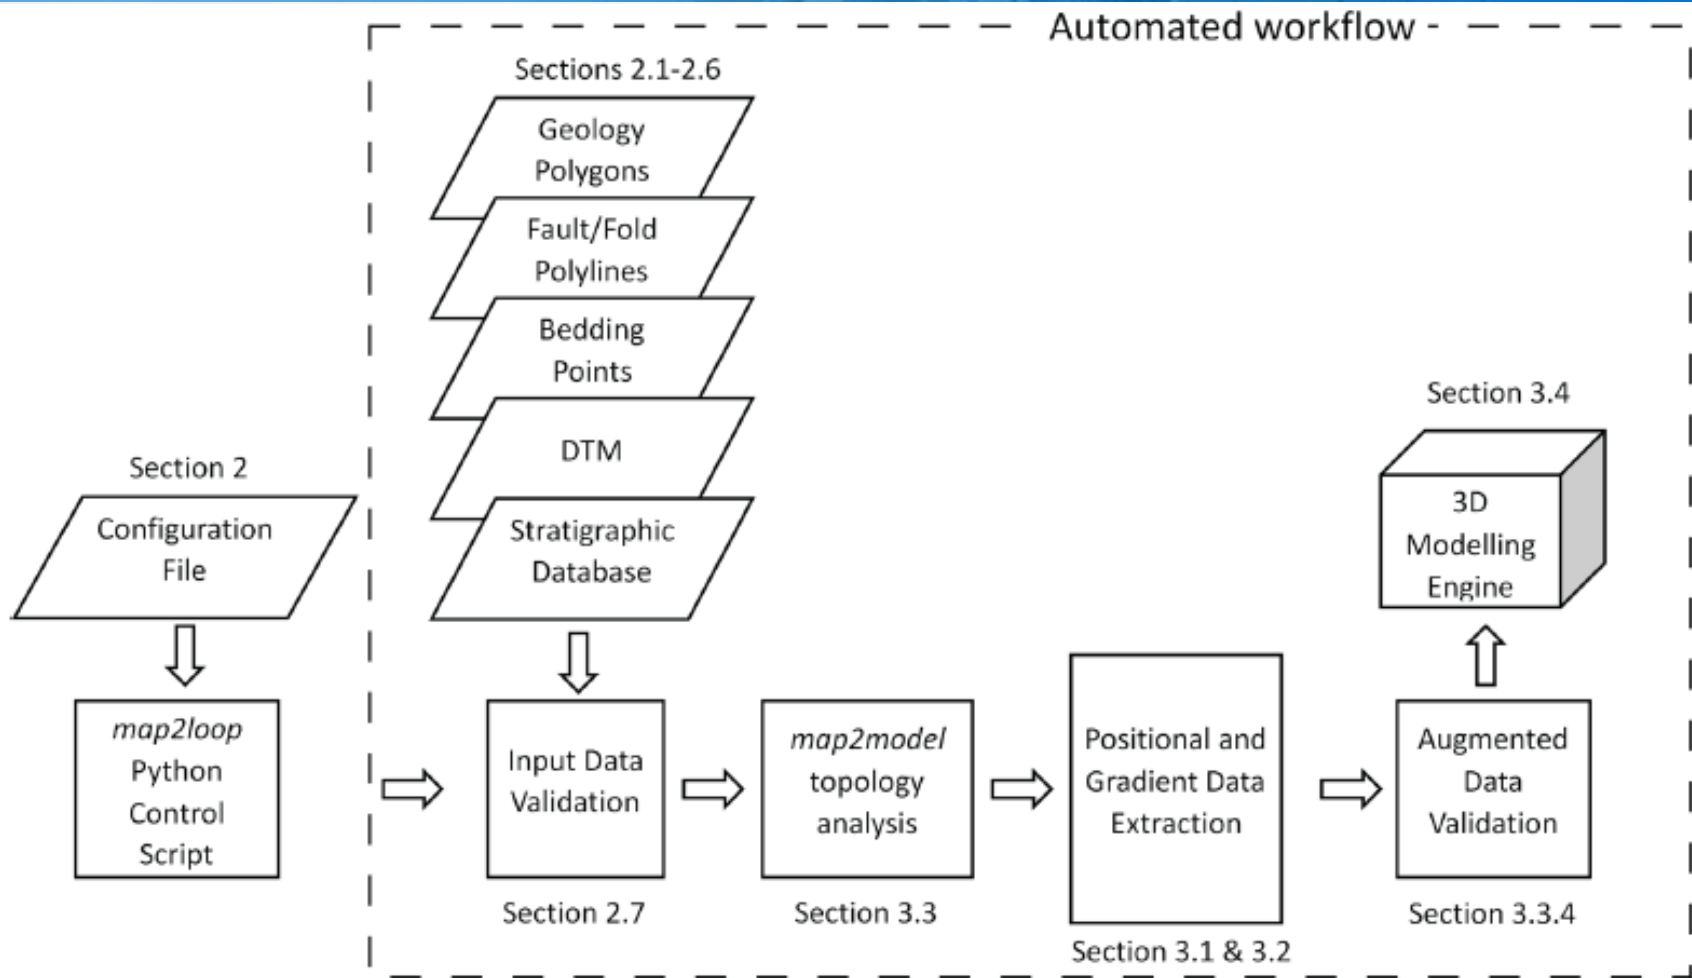 Automated workflow
Sections 2.1-2.6
Geology
Polygons
Fault/Fold
Polylines
Bedding
Points
DTM
Stratigraphic
Database
Section 2
Configuration
File
map2loop
Python
Control
Script
Input Data
Validation
Section 2.7
map2model
topology
analysis
Section 3.3
Positional and
Gradient Data
Extraction
Section 3.1 & 3.2
Augmented
Data
Validation
Section 3.3.4
Section 3.4
3D
Modelling
Engine